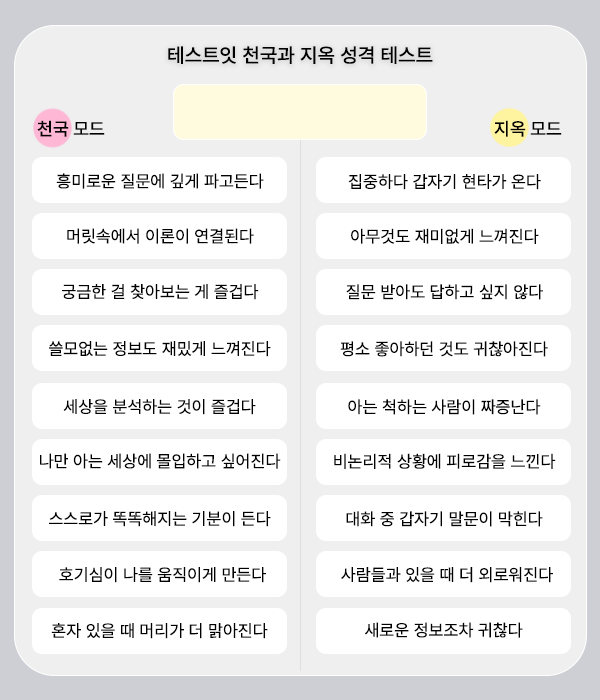 테스트잇 천국과 지옥 성격 테스트
천국 모드
지옥 모드
흥미로운 질문에 깊게 파고든다
집중하다 갑자기 현타가 온다
머릿속에서 이론이 연결된다
아무것도 재미없게 느껴진다
궁금한 걸 찾아보는 게 즐겁다
질문 받아도 답하고 싶지 않다
쓸모없는 정보도 재밌게 느껴진다
평소 좋아하던 것도 귀찮아진다
세상을 분석하는 것이 즐겁다
아는 척하는 사람이 짜증난다
나만 아는 세상에 몰입하고 싶어진다
비논리적 상황에 피로감을 느낀다
스스로가 똑똑해지는 기분이 든다
대화 중 갑자기 말문이 막힌다
호기심이 나를 움직이게 만든다
사람들과 있을 때 더 외로워진다
혼자 있을 때 머리가 더 맑아진다
새로운 정보조차 귀찮다